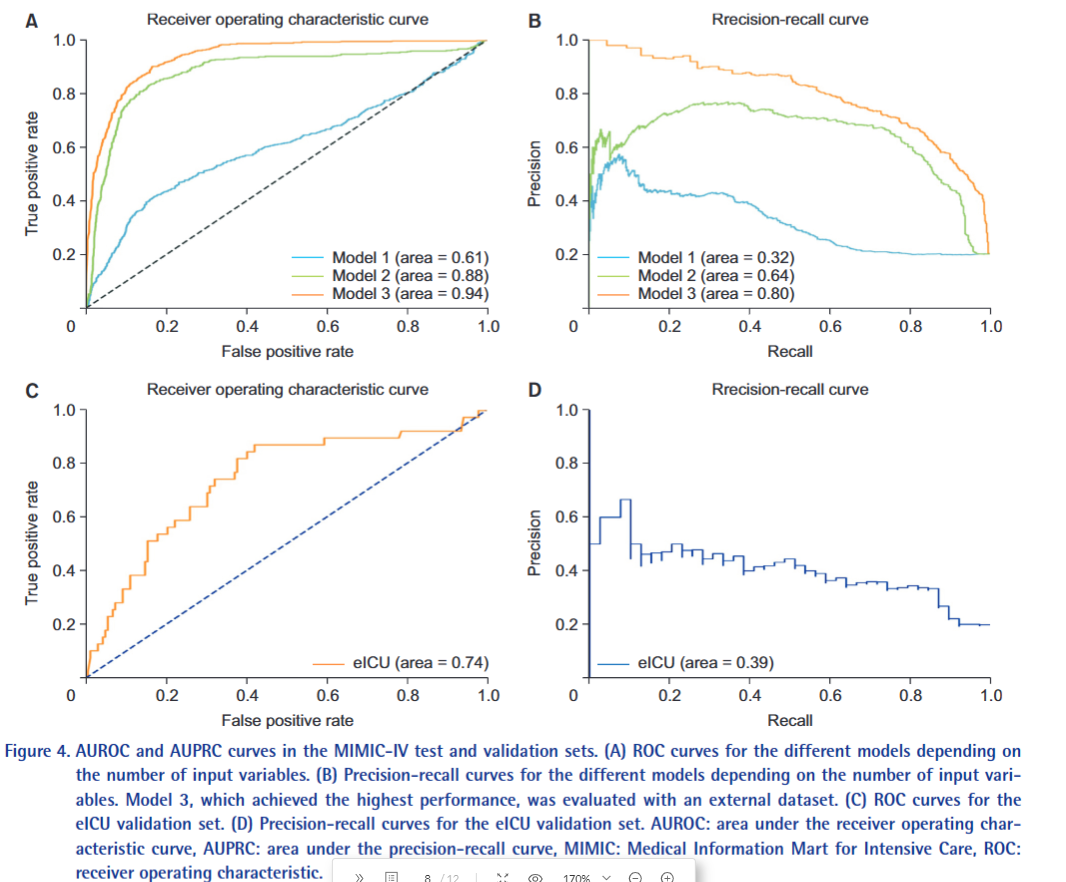 A
Receiver operating characteristic curve
1.0
0.8
0.6
0.4
0.2
True positive rate
Model 1 (area = 0.61)
Model 2 (area = 0.88)
Model 3 (area = 0.94)
0 0.2 0.4 0.6 0.8 1.0
False positive rate
B
Rrecision-recall curve
1.0
0.8
0.6
0.4
0.2
Precision
Model 1 (area = 0.32)
Model 2 (area = 0.64)
Model 3 (area = 0.80)
0 0.2 0.4 0.6 0.8 1.0
Recall
C
Receiver operating characteristic curve
1.0
0.8
0.6
0.4
0.2
True positive rate
eICU (area = 0.74)
0 0.2 0.4 0.6 0.8 1.0
False positive rate
D
Rrecision-recall curve
1.0
0.8
0.6
0.4
0.2
Precision
eICU (area = 0.39)
0 0.2 0.4 0.6 0.8 1.0
Recall
Figure 4. AUROC and AUPRC curves in the MIMIC-IV test and validation sets. (A) ROC curves for the different models depending on
the number of input variables. (B) Precision-recall curves for the different models depending on the number of input vari-
ables. Model 3, which achieved the highest performance, was evaluated with an external dataset. (C) ROC curves for the
eICU validation set. (D) Precision-recall curves for the eICU validation set. AUROC: area under the receiver operating char-
acteristic curve, AUPRC: area under the precision-recall curve, MIMIC: Medical Information Mart for Intensive Care, ROC:
receiver operating characteristic.
8 / 12 170%